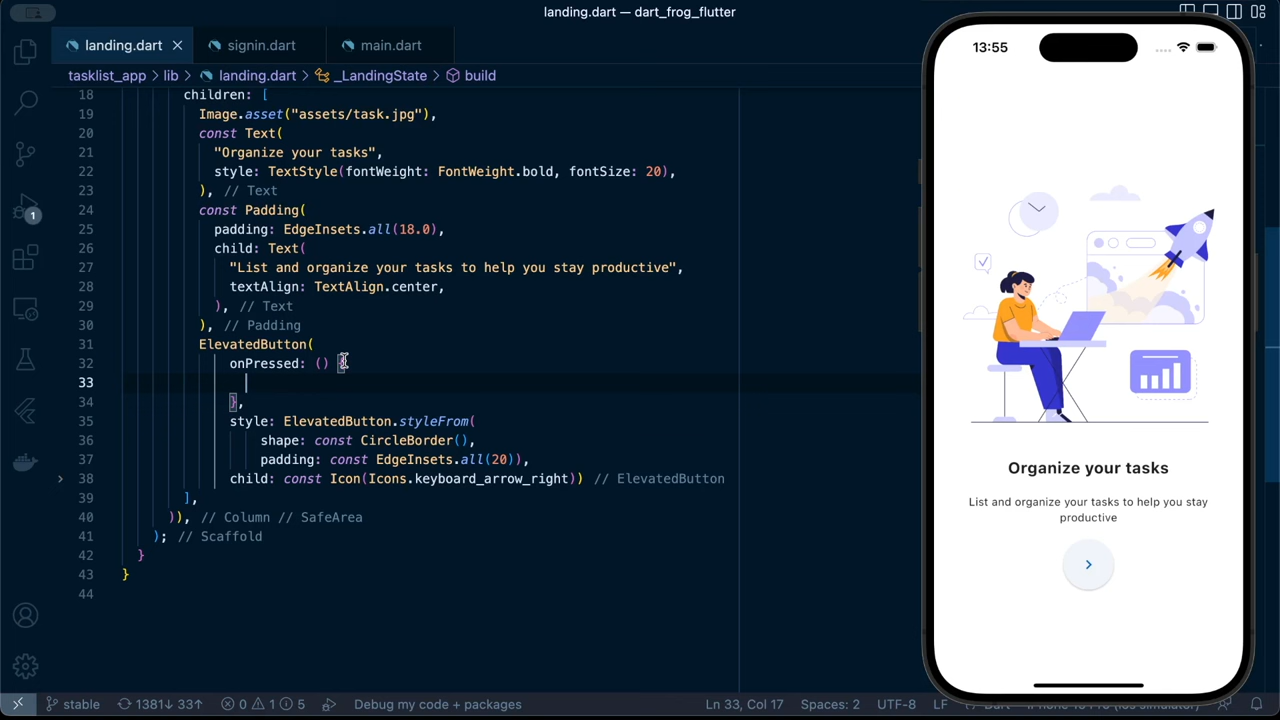 landing.dart — dart_frog_flutter
landing.dart
signin.dart
main.dart
tasklist_app › lib › landing.dart › _LandingState › build
18 children: [
19 Image.asset("assets/task.jpg"),
20 const Text(
21 "Organize your tasks",
22 style: TextStyle(fontWeight: FontWeight.bold, fontSize: 20),
23 ), // Text
24 const Padding(
25 padding: EdgeInsets.all(18.0),
26 child: Text(
27 "List and organize your tasks to help you stay productive",
28 textAlign: TextAlign.center,
29 ), // Text
30 ), // Padding
31 ElevatedButton(
32 onPressed: () {
33
34 },
35 style: ElevatedButton.styleFrom(
36 shape: const CircleBorder(),
37 padding: const EdgeInsets.all(20)),
38 child: const Icon(Icons.keyboard_arrow_right)) // ElevatedButton
39 ],
40 )), // Column // SafeArea
41 ); // Scaffold
42 }
43 }
44
1
13:55
Organize your tasks
List and organize your tasks to help you stay
productive
stable 1381↓ 33↑ 0 1 5 Debug my code + packages Ln 33, Col 17 Spaces: 2 UTF-8 LF